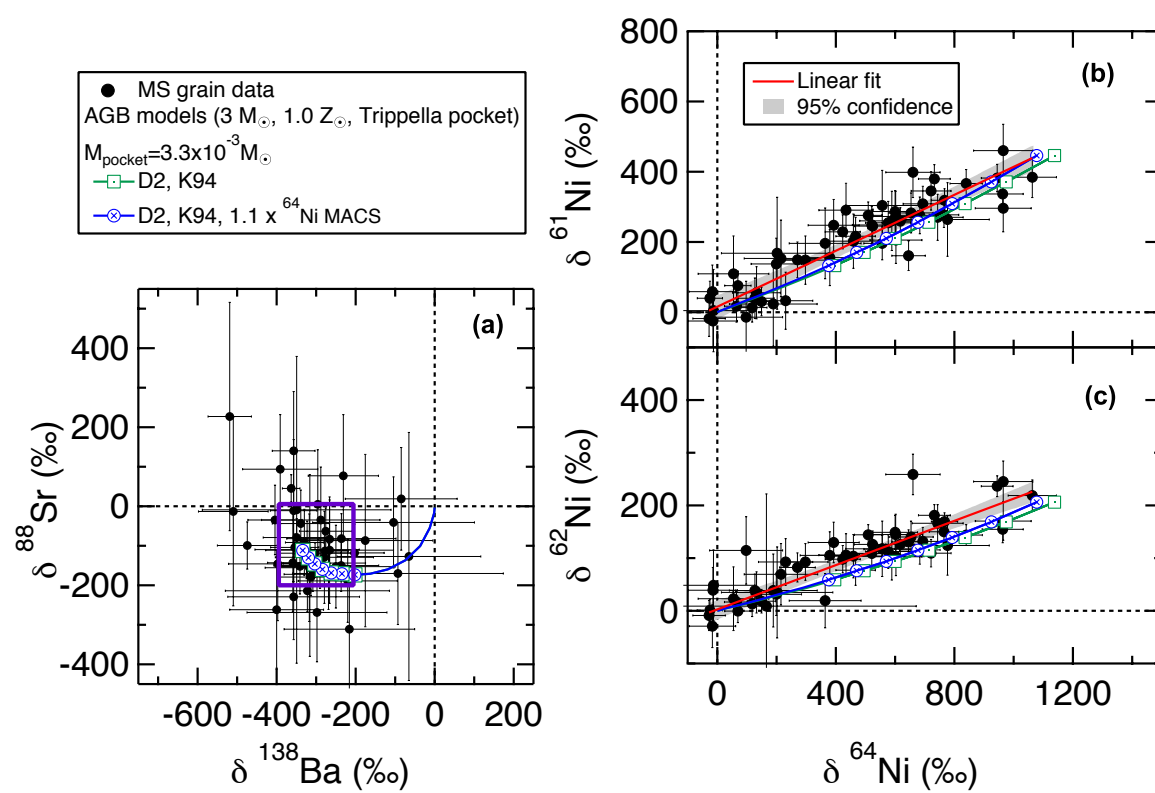 MS grain data
AGB models (3 M☉, 1.0 Z☉, Trippella pocket)
Mpocket=3.3x10⁻³M☉
D2, K94
D2, K94, 1.1 x ⁶⁴Ni MACS
(a)
400
200
0
-200
-400
δ ⁸⁸Sr (‰)
-600 -400 -200 0 200
δ ¹³⁸Ba (‰)
(b)
Linear fit
95% confidence
800
600
400
200
0
δ ⁶¹Ni (‰)
(c)
400
200
0
δ ⁶²Ni (‰)
0 400 800 1200
δ ⁶⁴Ni (‰)